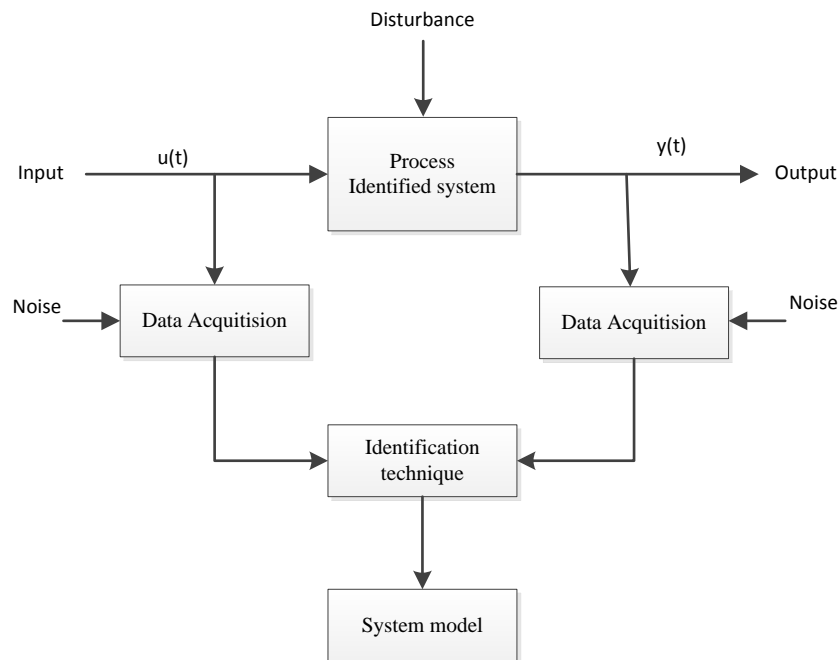 Disturbance
Input
u(t)
Process
Identified system
y(t)
Output
Noise
Data Acquitision
Data Acquitision
Noise
Identification
technique
System model